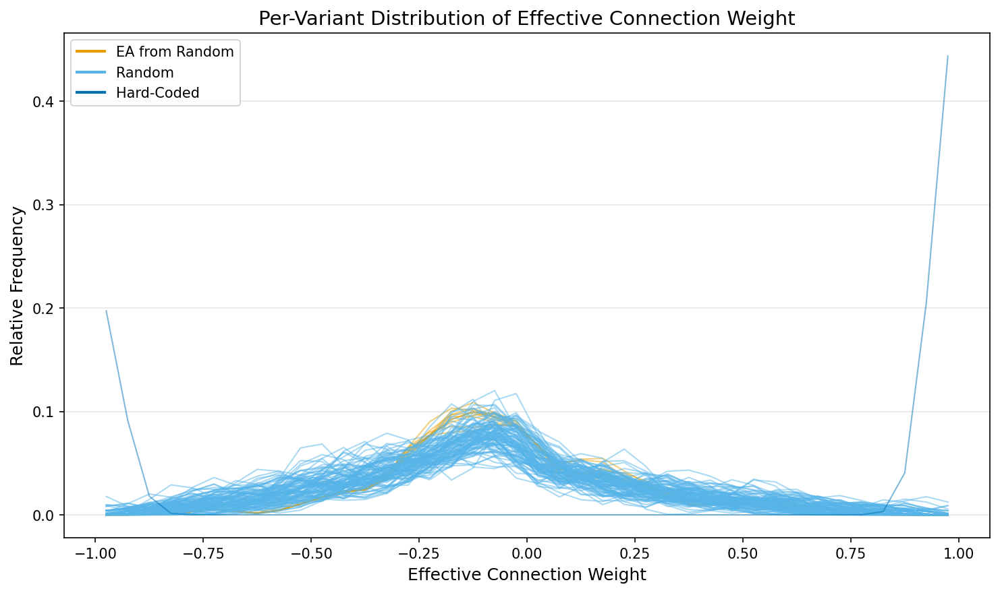 Per-Variant Distribution of Effective Connection Weight
EA from Random
Random
Hard-Coded
0.4
0.3
0.2
0.1
0.0
Relative Frequency
−1.00 −0.75 −0.50 −0.25 0.00 0.25 0.50 0.75 1.00
Effective Connection Weight